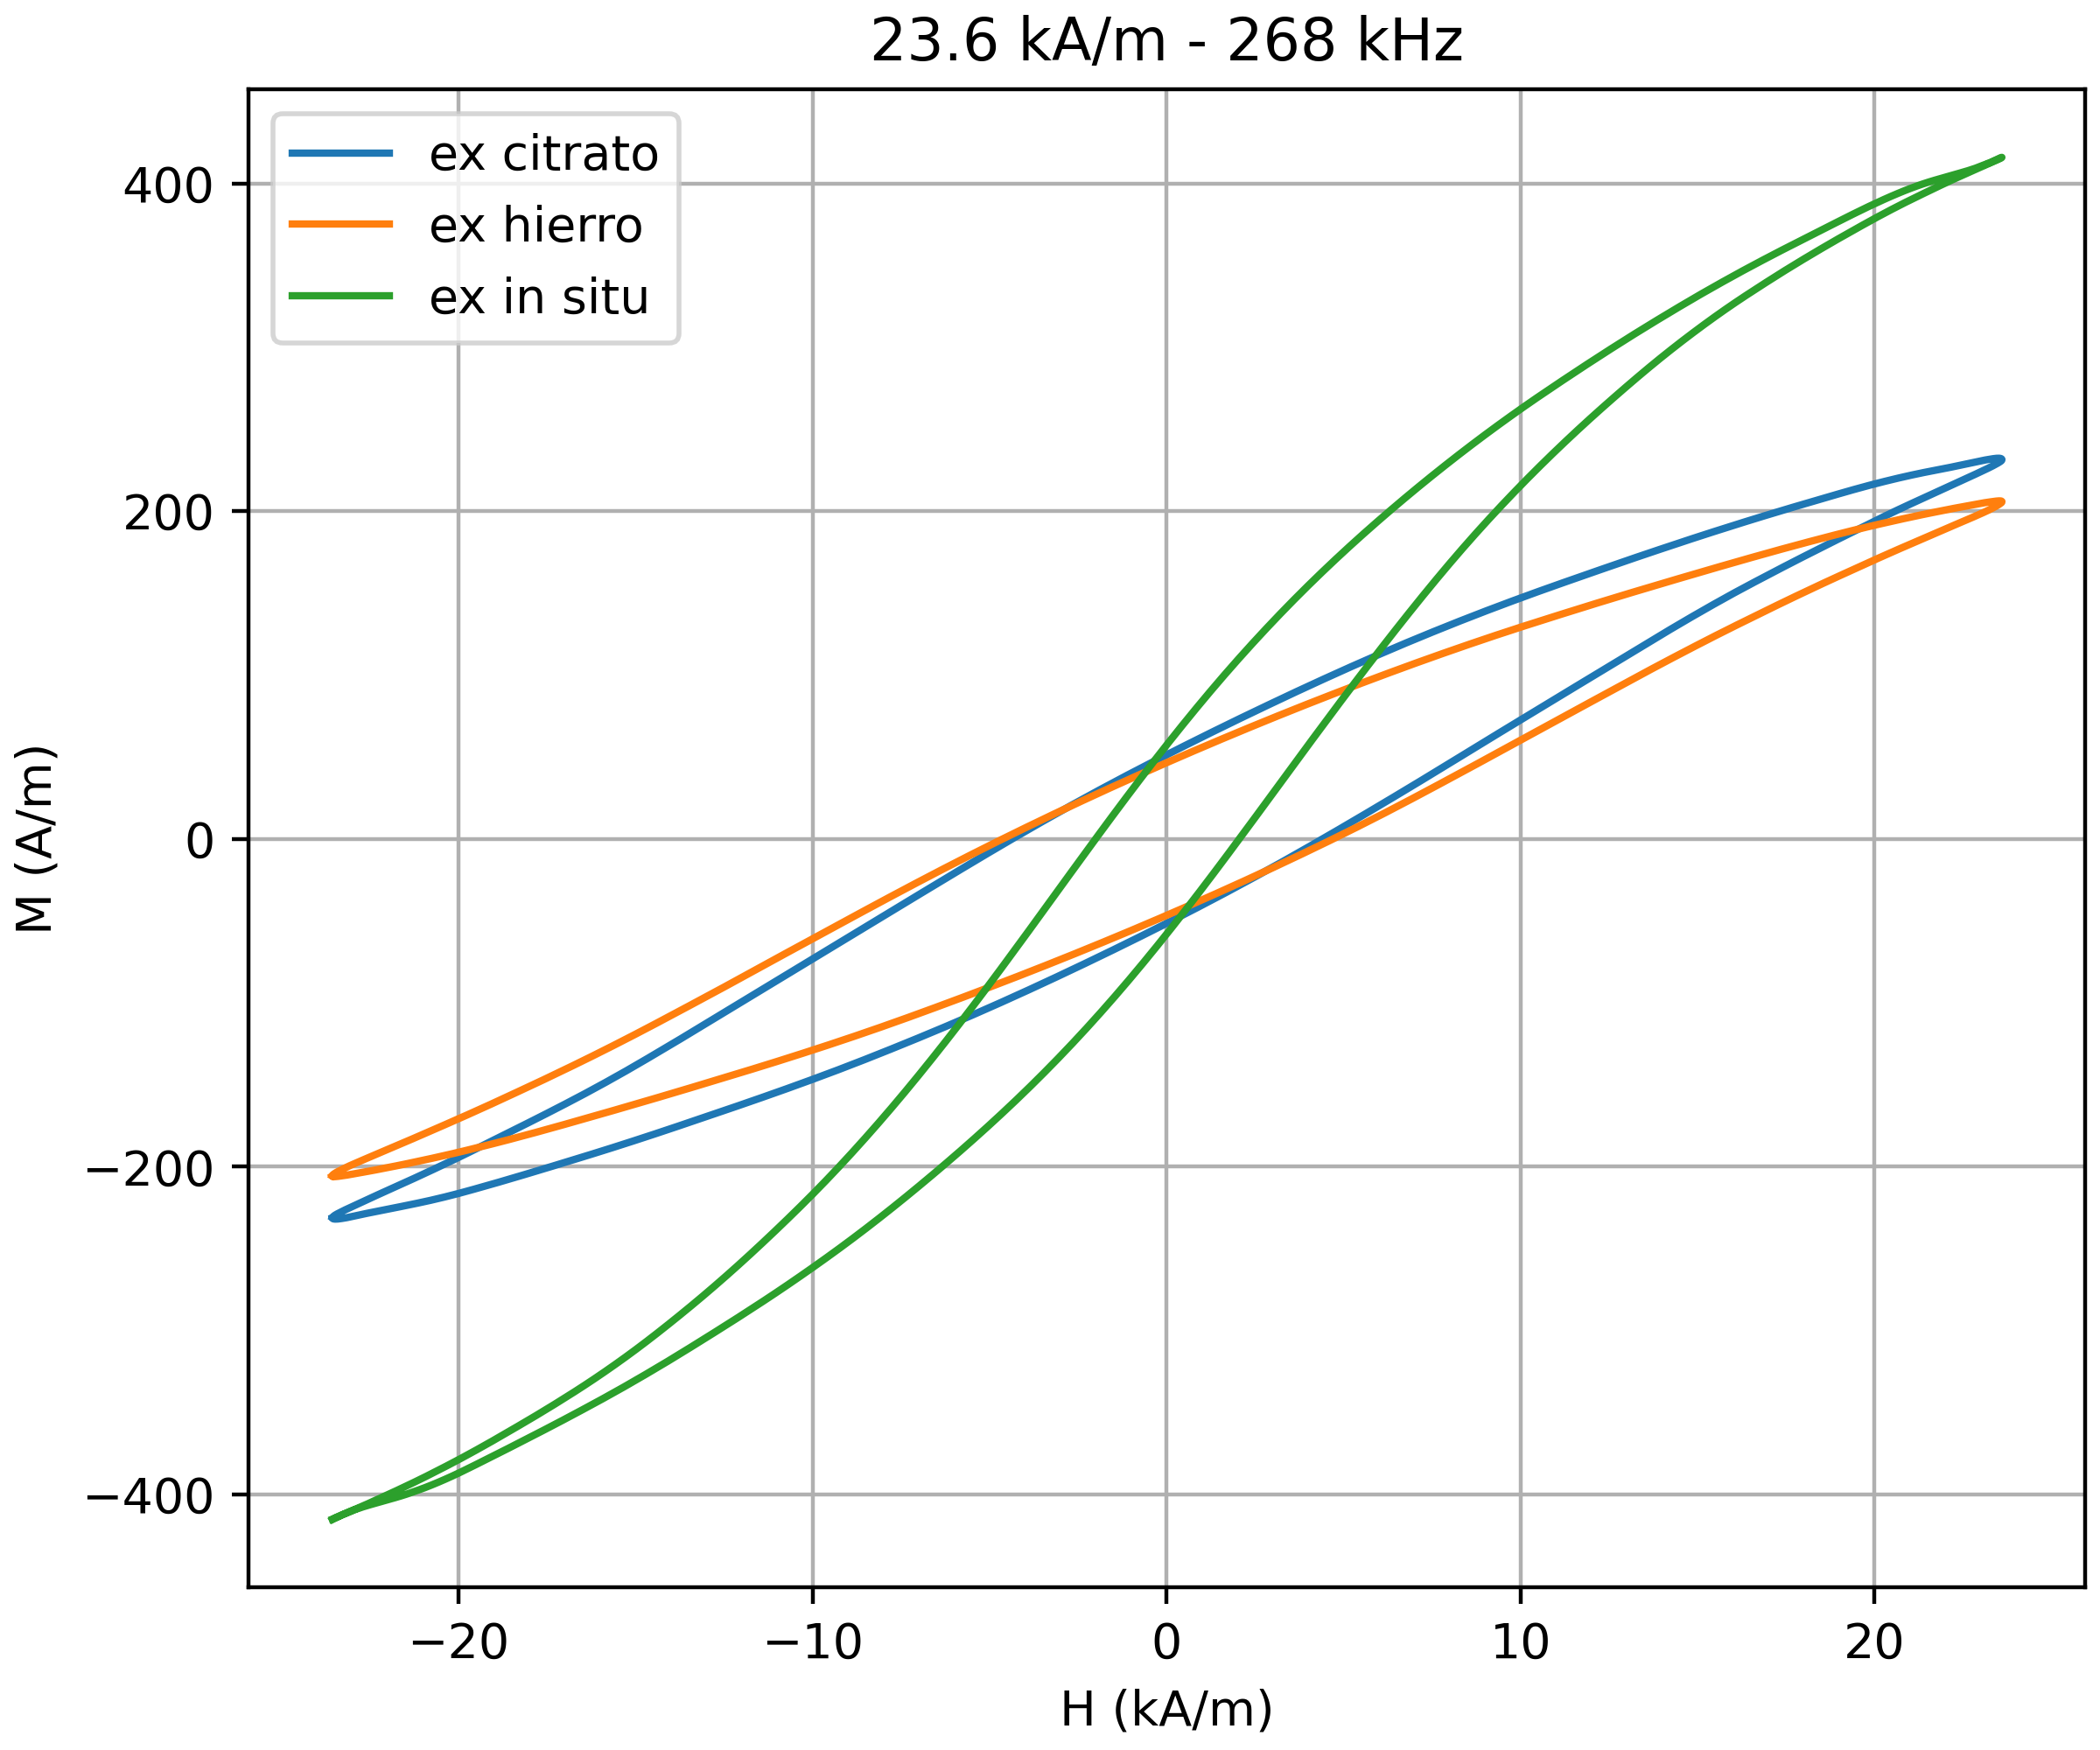 23.6 kA/m - 268 kHz
ex citrato
ex hierro
ex in situ
400
200
0
−200
−400
M (A/m)
−20 −10 0 10 20
H (kA/m)